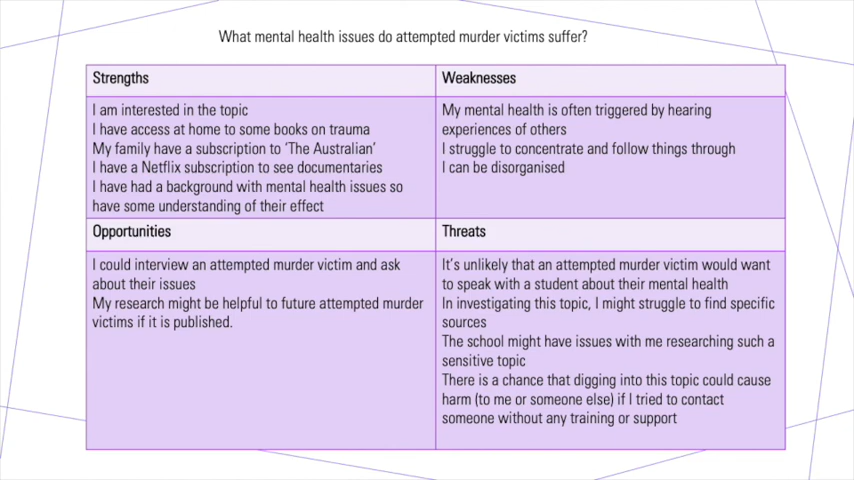 What mental health issues do attempted murder victims suffer?
Strengths
I am interested in the topic
I have access at home to some books on trauma
My family have a subscription to ‘The Australian’
I have a Netflix subscription to see documentaries
I have had a background with mental health issues so
have some understanding of their effect
Weaknesses
My mental health is often triggered by hearing
experiences of others
I struggle to concentrate and follow things through
I can be disorganised
Opportunities
I could interview an attempted murder victim and ask
about their issues
My research might be helpful to future attempted murder
victims if it is published.
Threats
It’s unlikely that an attempted murder victim would want
to speak with a student about their mental health
In investigating this topic, I might struggle to find specific
sources
The school might have issues with me researching such a
sensitive topic
There is a chance that digging into this topic could cause
harm (to me or someone else) if I tried to contact
someone without any training or support